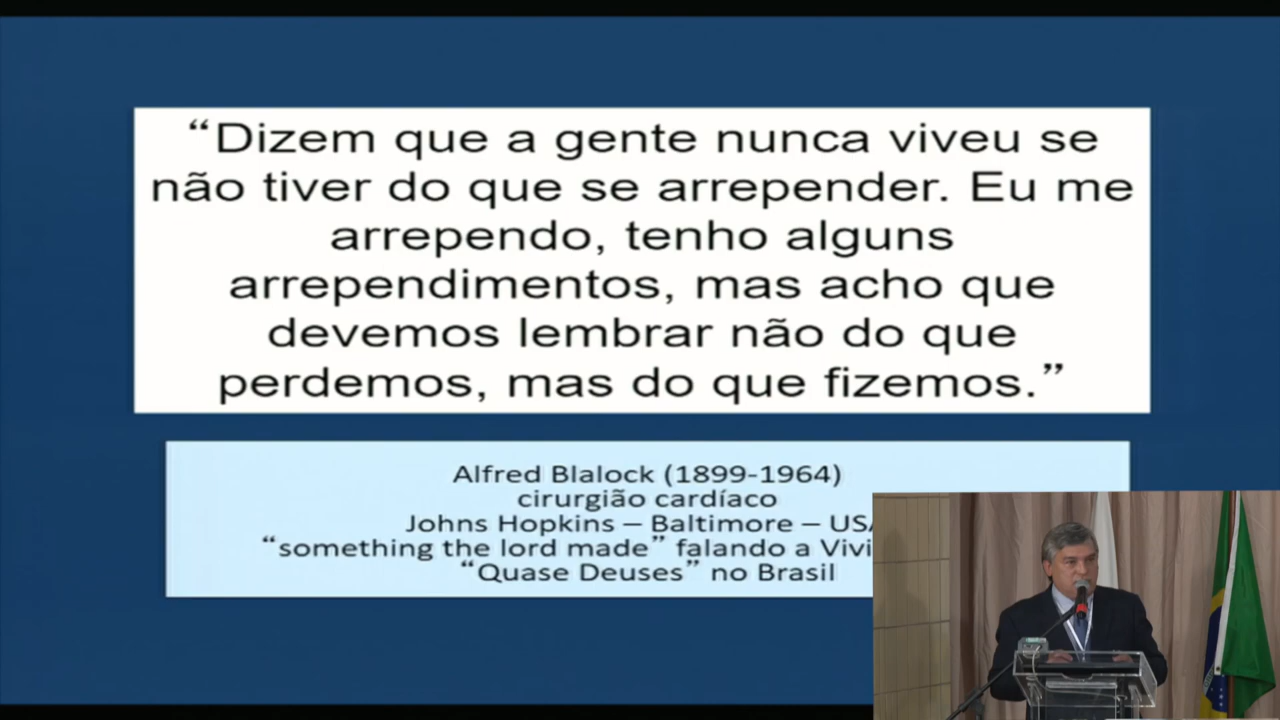 “Dizem que a gente nunca viveu se
não tiver do que se arrepender. Eu me
arrependo, tenho alguns
arrependimentos, mas acho que
devemos lembrar não do que
perdemos, mas do que fizemos.”
Alfred Blalock (1899-1964)
cirurgião cardíaco
Johns Hopkins – Baltimore –
“something the lord made” falando a
“Quase Deuses” no Brasil